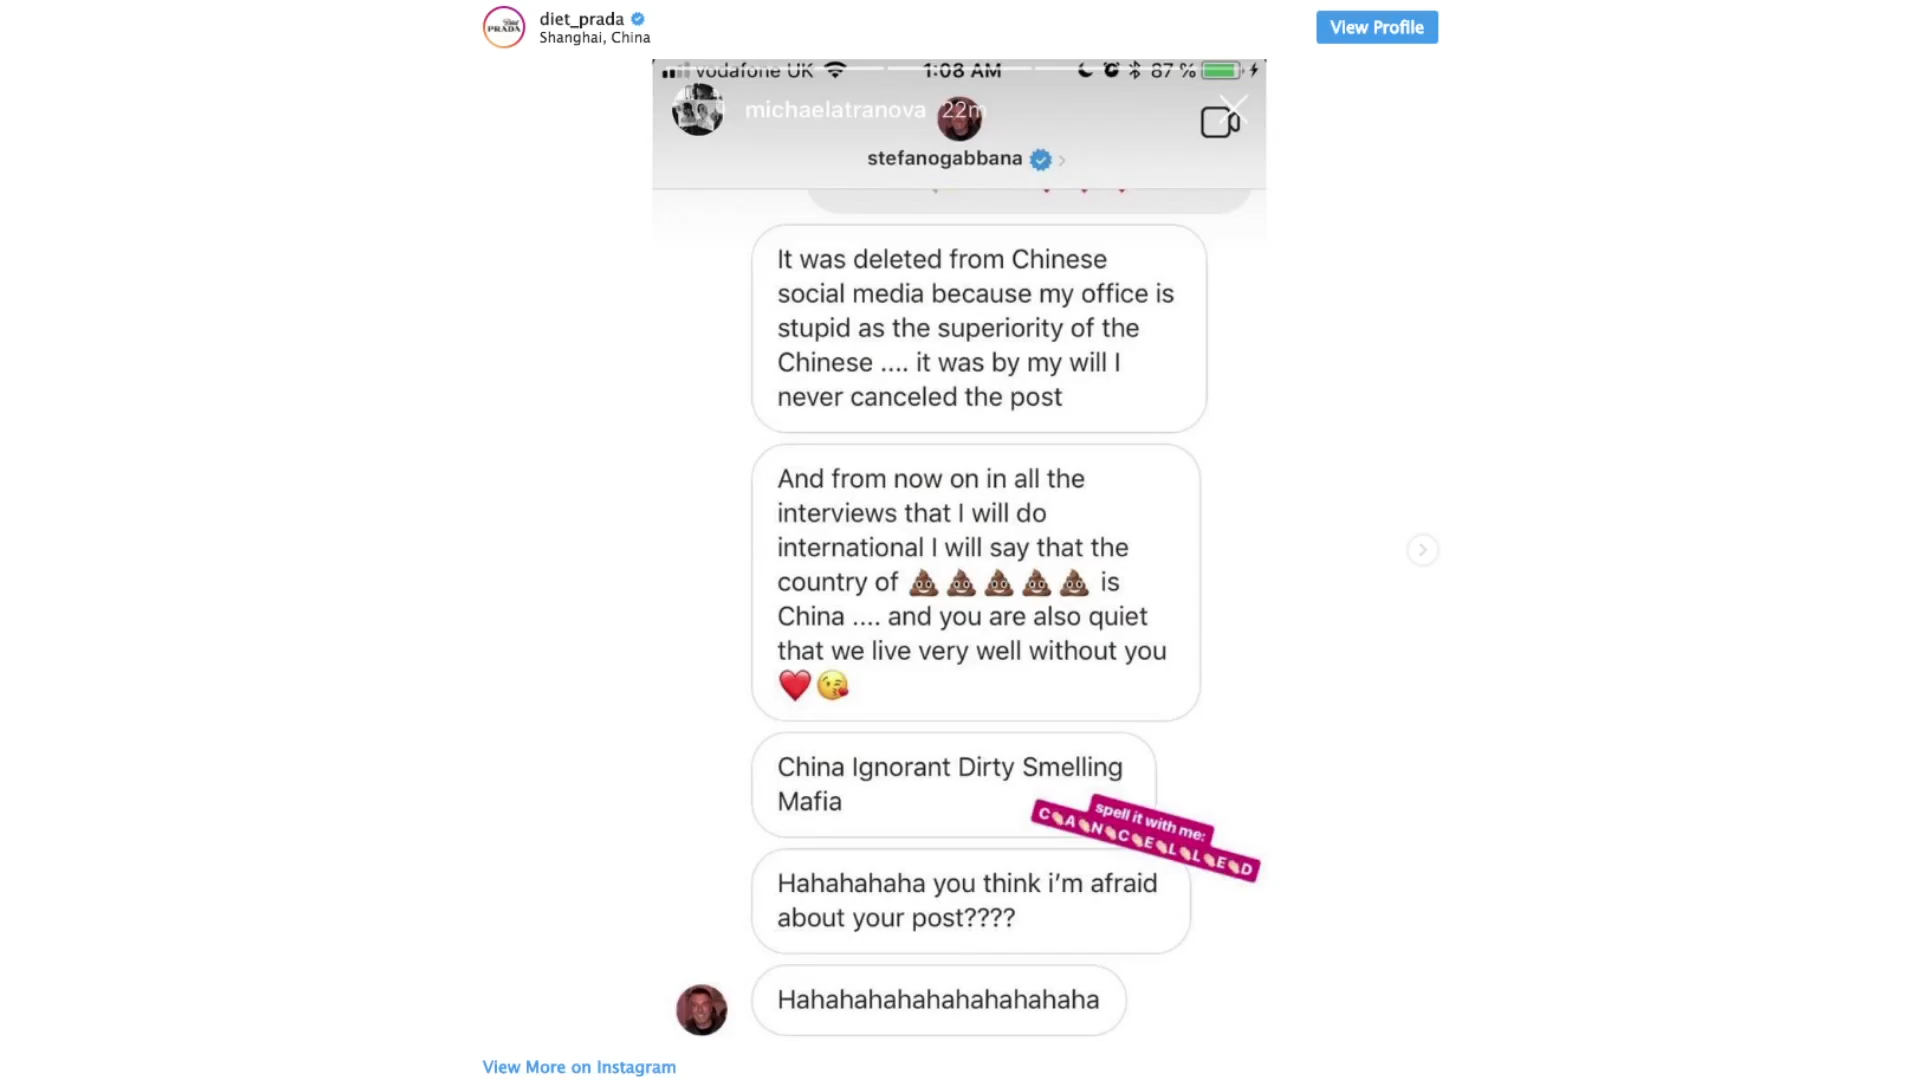 Diet
PRADA
diet_prada
Shanghai, China
View Profile
vodafone UK
1:08 AM
87 %
michaelatranova 22m
stefanogabbana
It was deleted from Chinese
social media because my office is
stupid as the superiority of the
Chinese .... it was by my will I
never canceled the post
And from now on in all the
interviews that I will do
international I will say that the
country of 💩💩💩💩💩 is
China .... and you are also quiet
that we live very well without you
❤️😘
China Ignorant Dirty Smelling
Mafia
spell it with me:
C👏🏻A👏🏻N👏🏻C👏🏻E👏🏻L👏🏻L👏🏻E👏🏻D
Hahahahaha you think i’m afraid
about your post????
Hahahahahahahahahaha
View More on Instagram